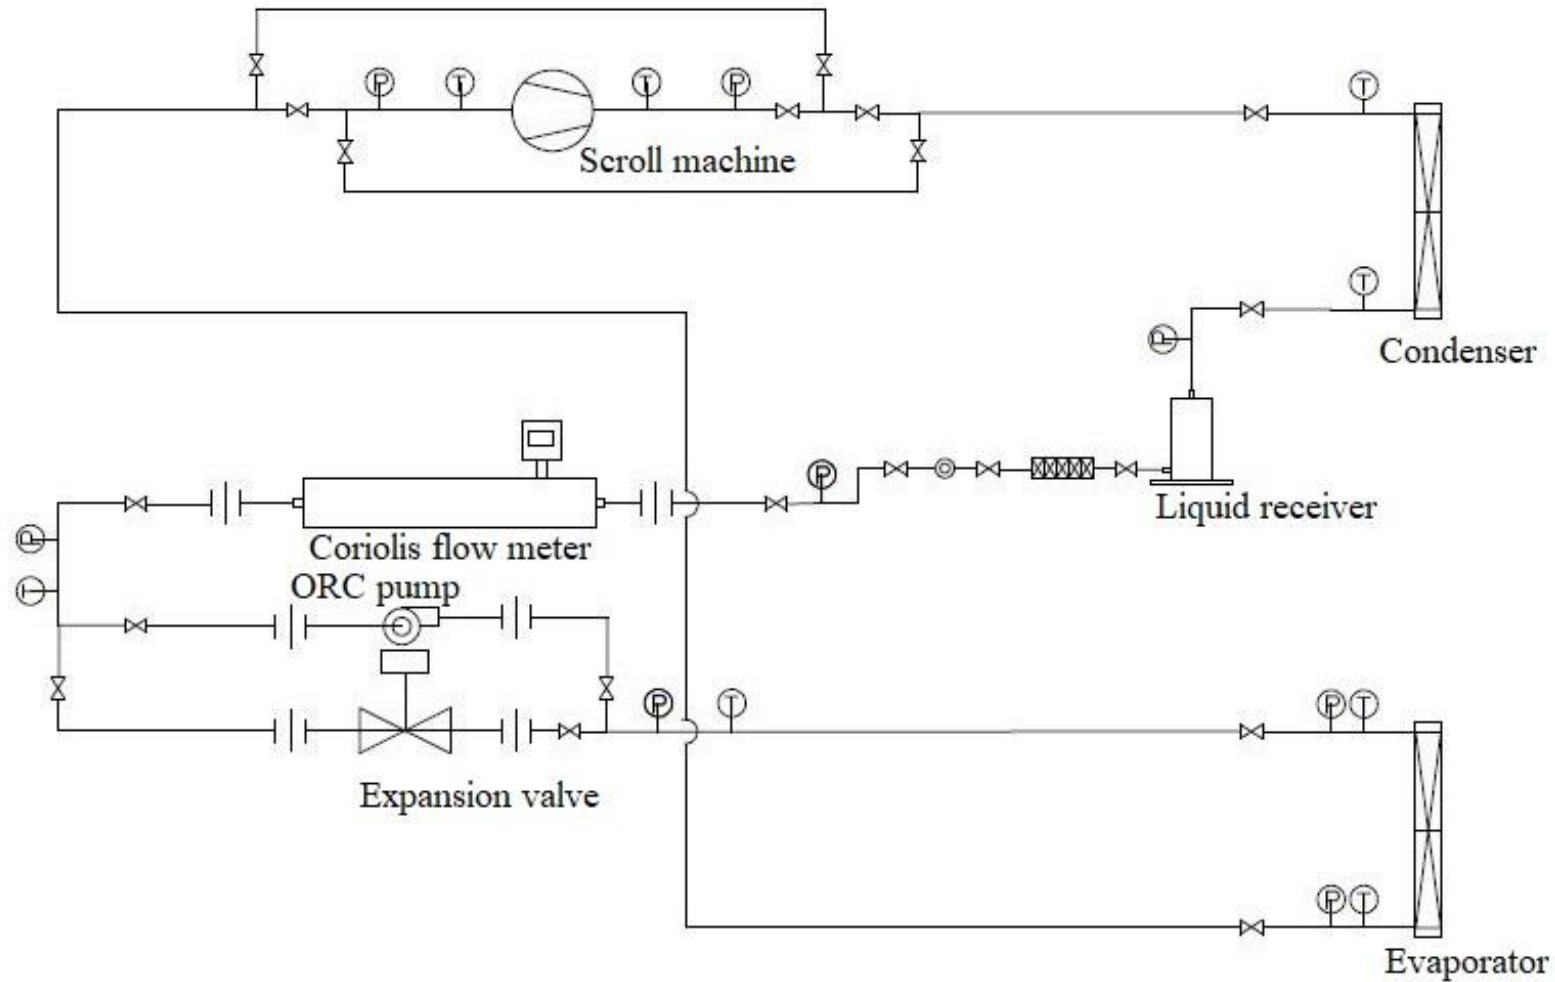 P T T P T
Scroll machine
T
P
Condenser
P
Liquid receiver
P
Coriolis flow meter
T
ORC pump
P T P T
Expansion valve
P T
Evaporator